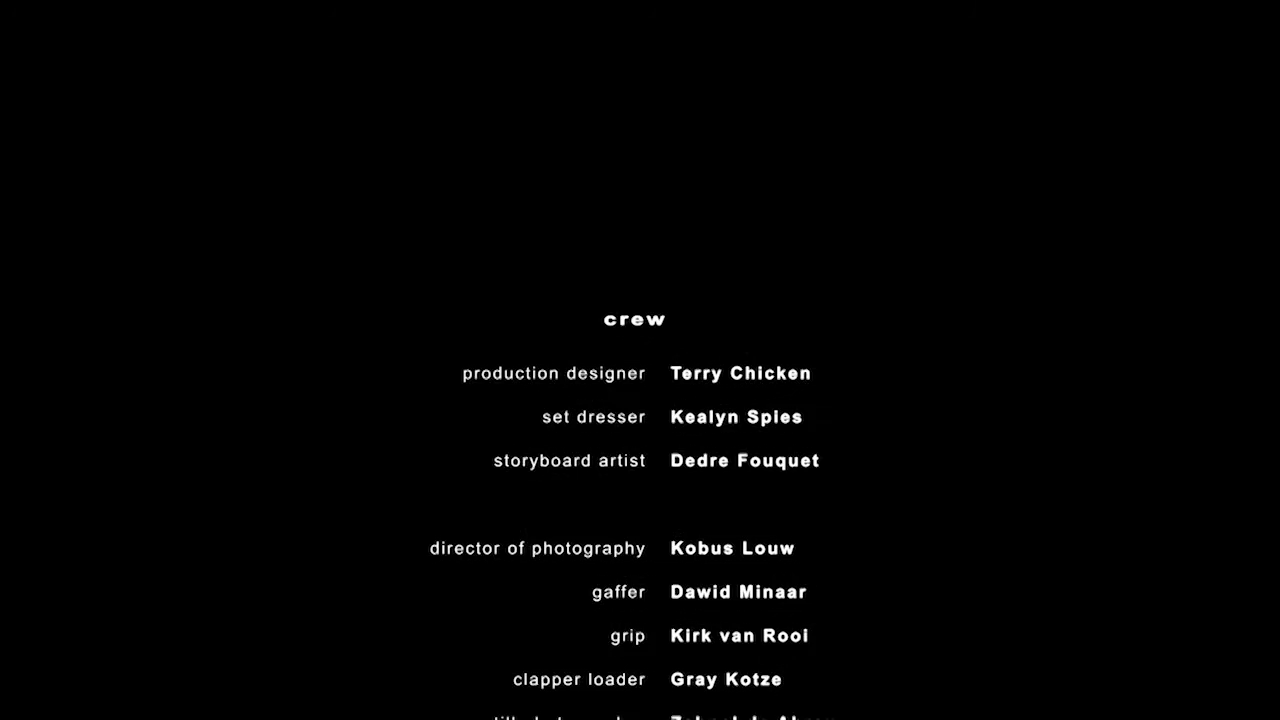 crew
production designer Terry Chicken
set dresser Kealyn Spies
storyboard artist Dedre Fouquet
director of photography Kobus Louw
gaffer Dawid Minaar
grip Kirk van Rooi
clapper loader Gray Kotze